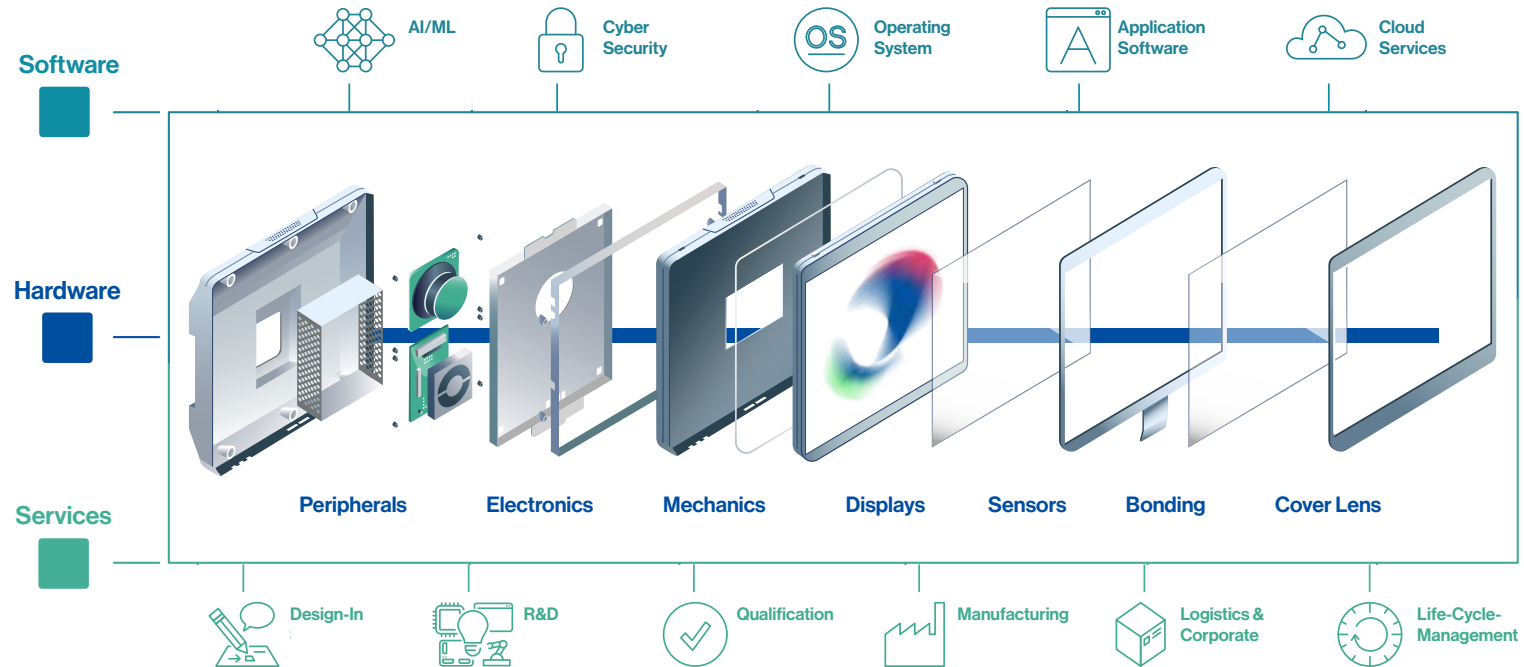 AI/ML
Cyber
Security
OS
Operating
System
A
Application
Software
Cloud
Services
Software
Hardware
Peripherals
Electronics
Mechanics
Displays
Sensors
Bonding
Cover Lens
Services
Design-In
R&D
Qualification
Manufacturing
Logistics &
Corporate
Life-Cycle-
Management